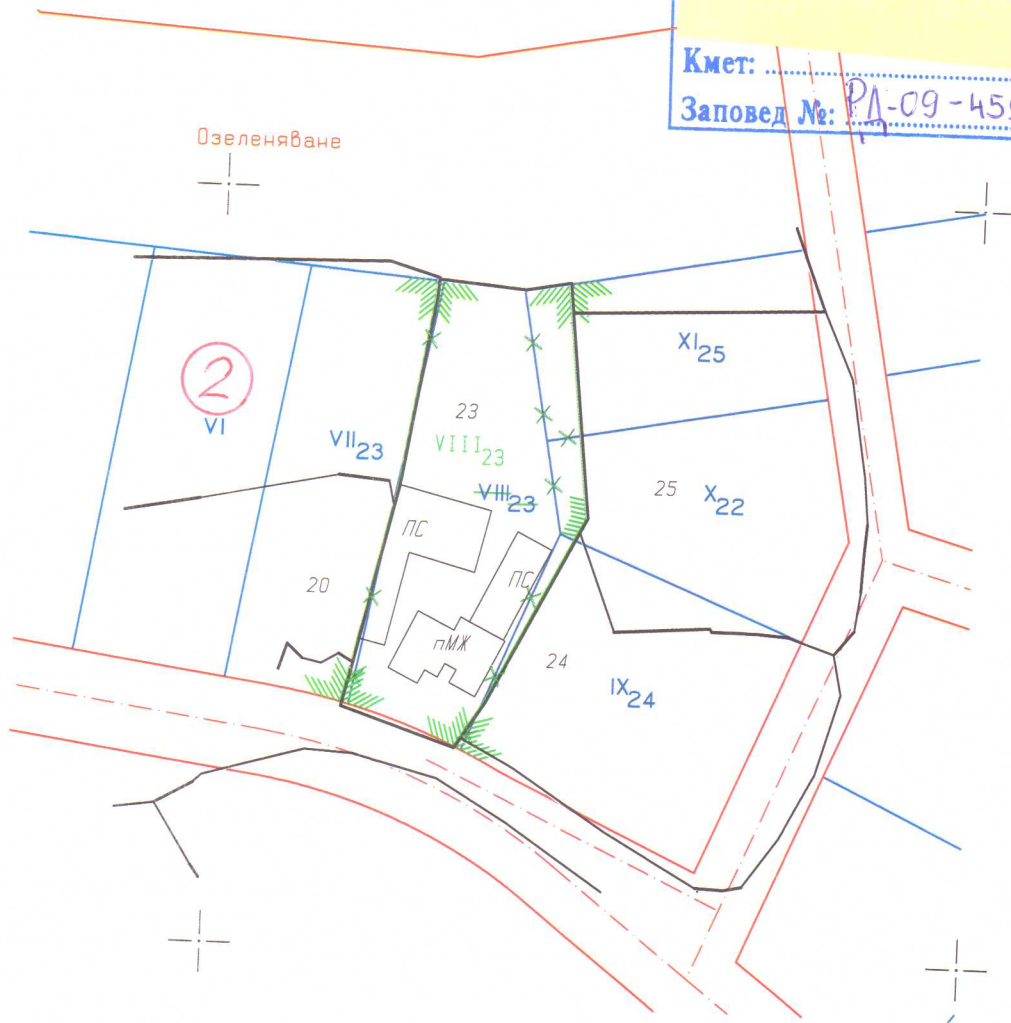 Кмет:
Заповед №: РД-09-459
Озеленяване
XI25
2
VI
23
VII23
VIII23
VIII23
25
X22
ПС
ПС
20
пМЖ
24
IX24